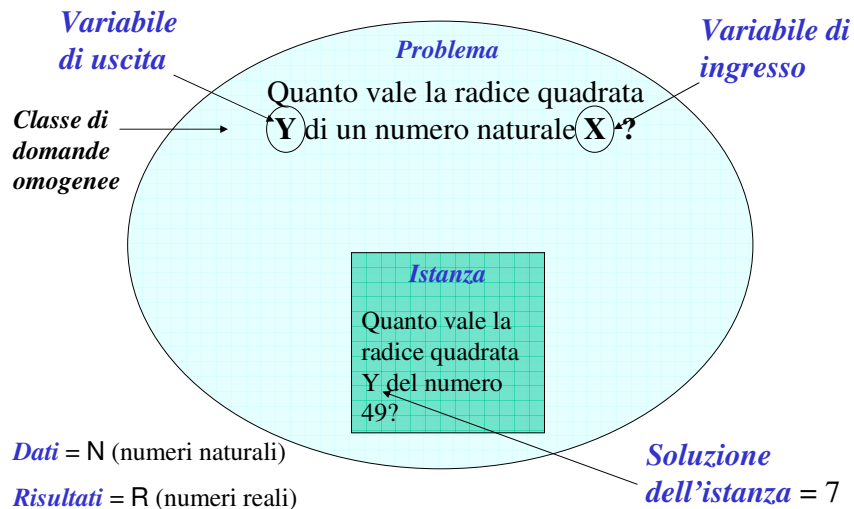 Variabile
di uscita
Problema
Variabile di
ingresso
Quanto vale la radice quadrata
Y di un numero naturale X ?
Classe di
domande
omogenee
Istanza
Quanto vale la
radice quadrata
Y del numero
49?
Dati = N (numeri naturali)
Risultati = R (numeri reali)
Soluzione
dell'istanza = 7